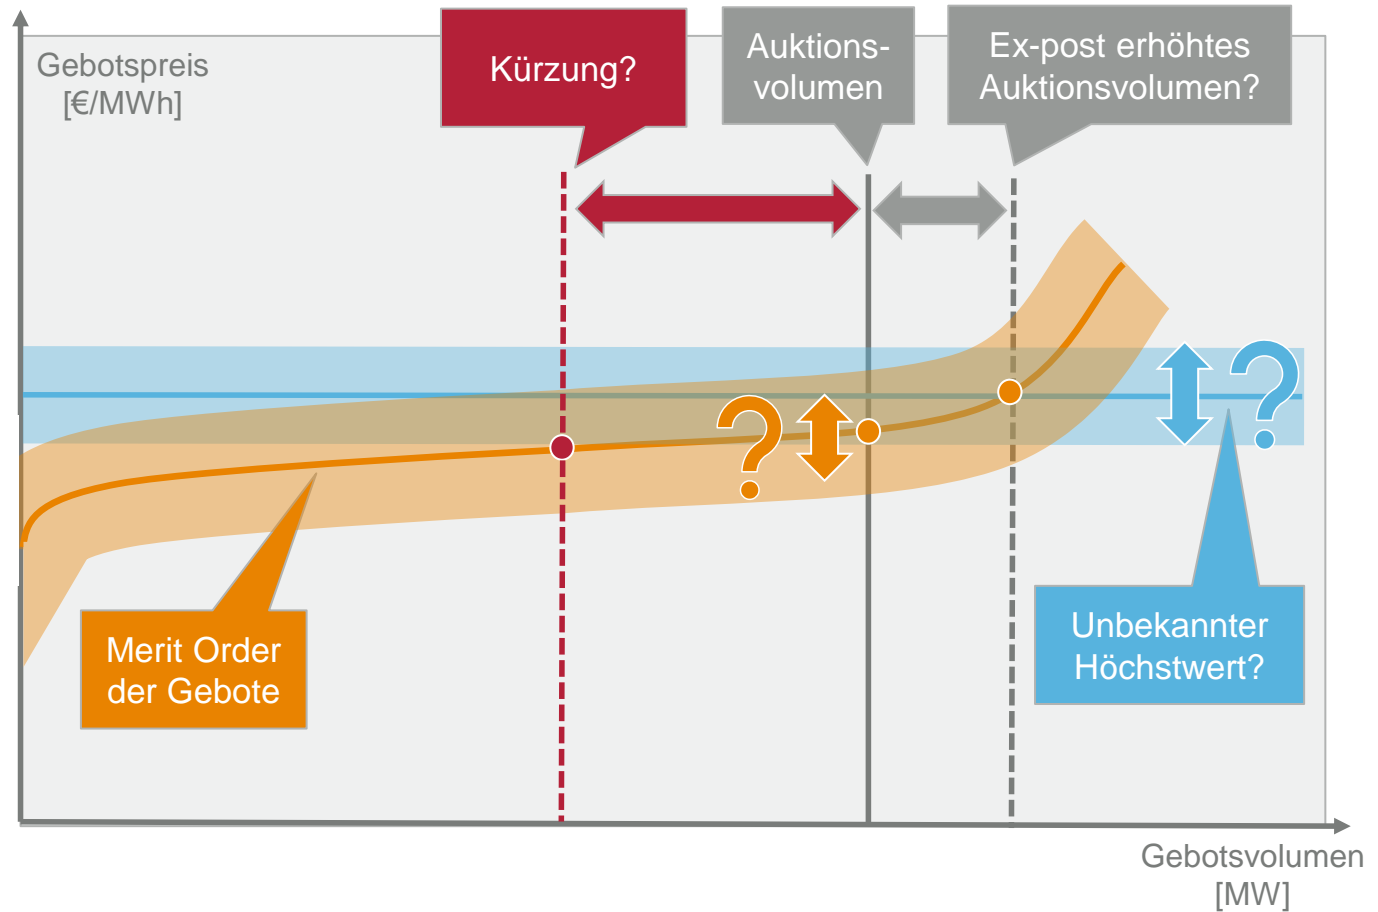 Gebotspreis
[€/MWh]
Kürzung?
Auktions-
volumen
Ex-post erhöhtes
Auktionsvolumen?
?
?
Merit Order
der Gebote
Unbekannter
Höchstwert?
Gebotsvolumen
[MW]